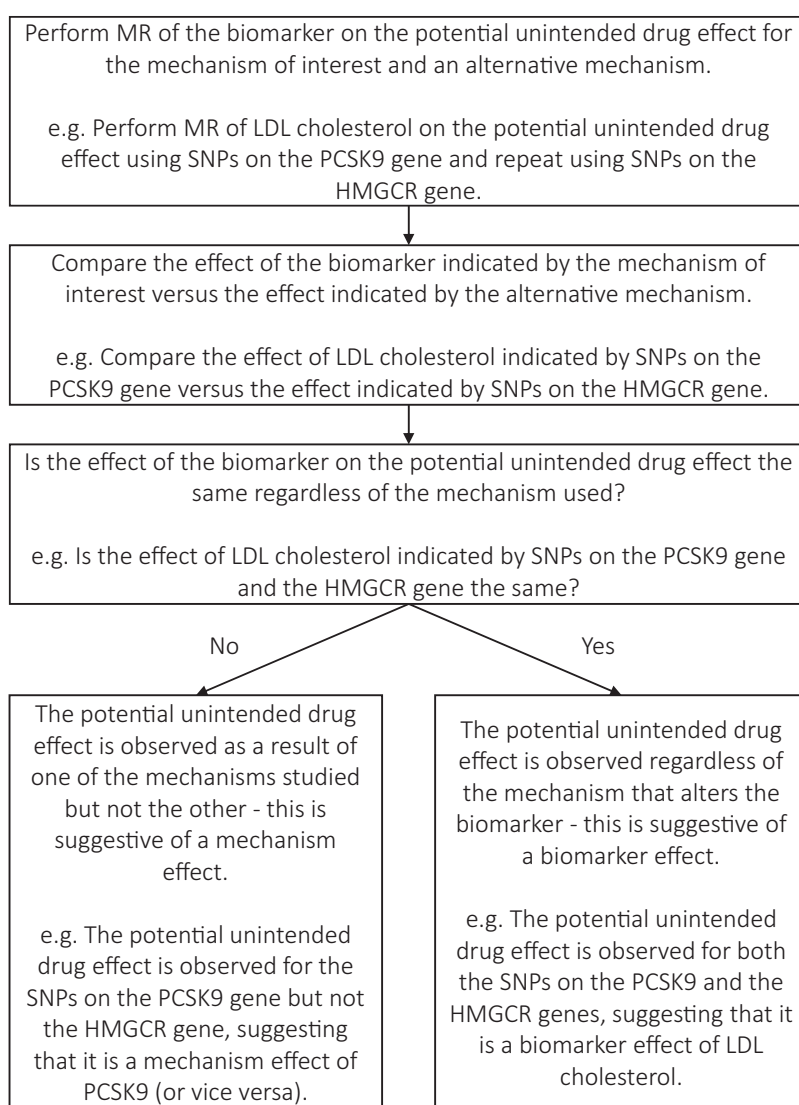 Perform MR of the biomarker on the potential unintended drug effect for
the mechanism of interest and an alternative mechanism.
e.g. Perform MR of LDL cholesterol on the potential unintended drug
effect using SNPs on the PCSK9 gene and repeat using SNPs on the
HMGCR gene.
Compare the effect of the biomarker indicated by the mechanism of
interest versus the effect indicated by the alternative mechanism.
e.g. Compare the effect of LDL cholesterol indicated by SNPs on the
PCSK9 gene versus the effect indicated by SNPs on the HMGCR gene.
Is the effect of the biomarker on the potential unintended drug effect the
same regardless of the mechanism used?
e.g. Is the effect of LDL cholesterol indicated by SNPs on the PCSK9 gene
and the HMGCR gene the same?
No
Yes
The potential unintended drug
effect is observed as a result of
one of the mechanisms studied
but not the other - this is
suggestive of a mechanism
effect.
e.g. The potential unintended
drug effect is observed for the
SNPs on the PCSK9 gene but not
the HMGCR gene, suggesting
that it is a mechanism effect of
PCSK9 (or vice versa).
The potential unintended drug
effect is observed regardless of
the mechanism that alters the
biomarker - this is suggestive of
a biomarker effect.
e.g. The potential unintended
drug effect is observed for both
the SNPs on the PCSK9 and the
HMGCR genes, suggesting that it
is a biomarker effect of LDL
cholesterol.